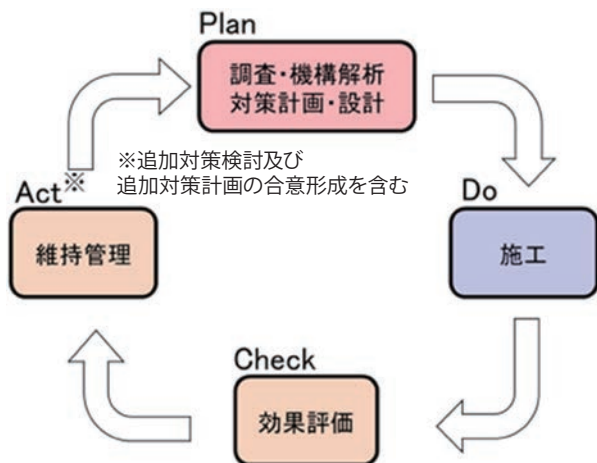 Plan
調査・機構解析
対策計画・設計
※追加対策検討及び
追加対策計画の合意形成を含む
Act※
維持管理
Do
施工
Check
効果評価